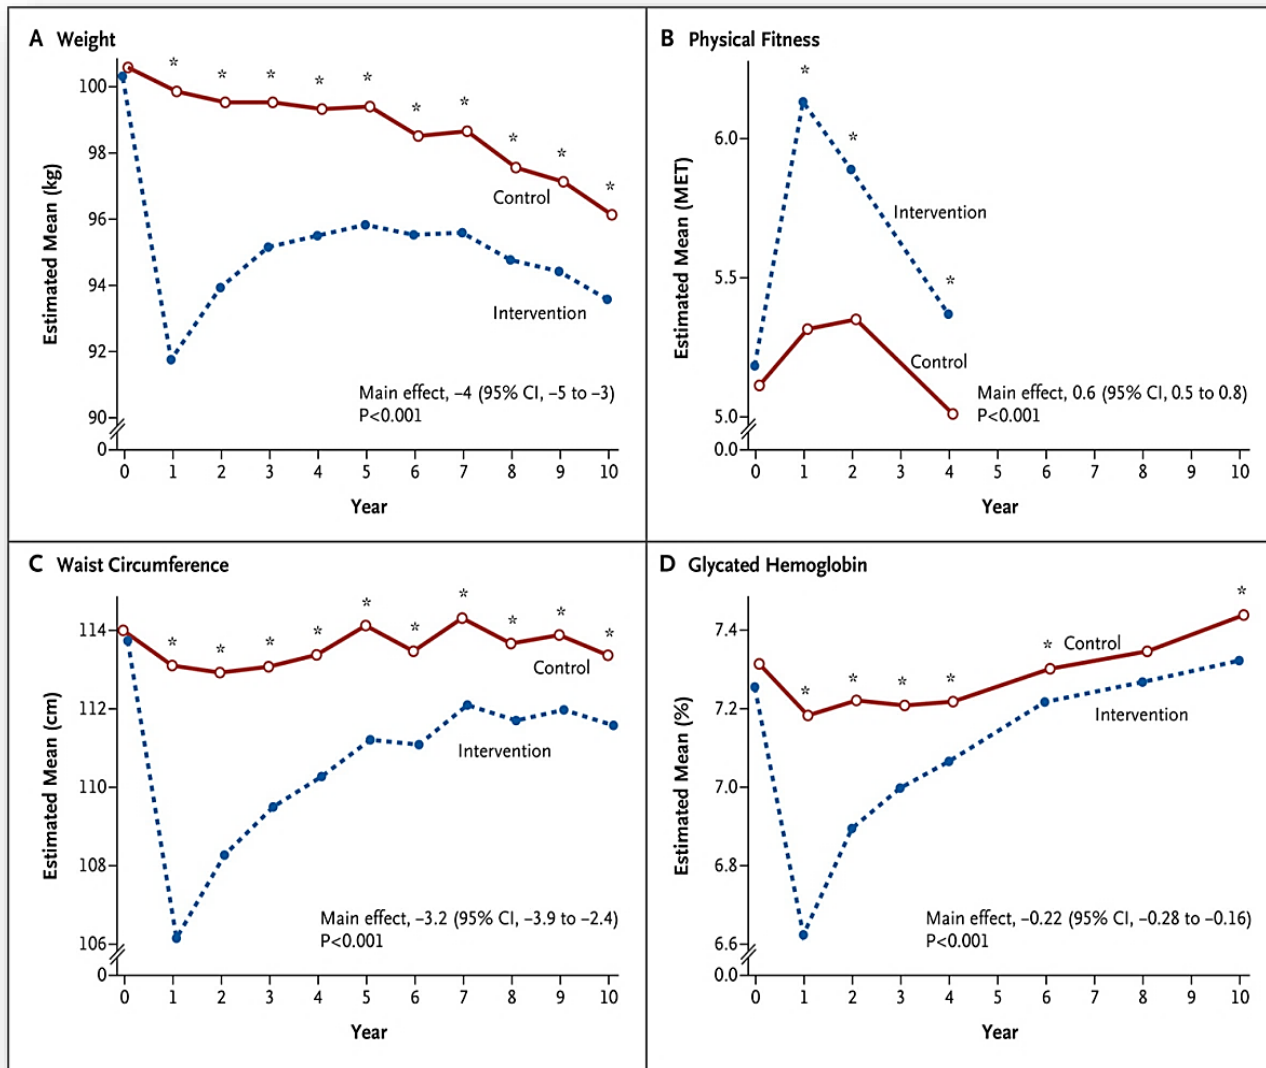 A Weight
*
*
*
*
*
*
*
*
*
*
100
98
96
94
92
90
0
Estimated Mean (kg)
Control
Intervention
Main effect, –4 (95% CI, –5 to –3)
P<0.001
0 1 2 3 4 5 6 7 8 9 10
Year
B Physical Fitness
*
*
*
6.0
5.5
5.0
0.0
Estimated Mean (MET)
Intervention
Control
Main effect, 0.6 (95% CI, 0.5 to 0.8)
P<0.001
0 1 2 3 4 5 6 7 8 9 10
Year
C Waist Circumference
*
*
*
*
*
*
*
*
*
*
114
112
110
108
106
0
Estimated Mean (cm)
Control
Intervention
Main effect, –3.2 (95% CI, –3.9 to –2.4)
P<0.001
0 1 2 3 4 5 6 7 8 9 10
Year
D Glycated Hemoglobin
*
*
*
*
*
*
7.4
7.2
7.0
6.8
6.6
0.0
Estimated Mean (%)
Control
Intervention
Main effect, –0.22 (95% CI, –0.28 to –0.16)
P<0.001
0 1 2 3 4 5 6 7 8 9 10
Year